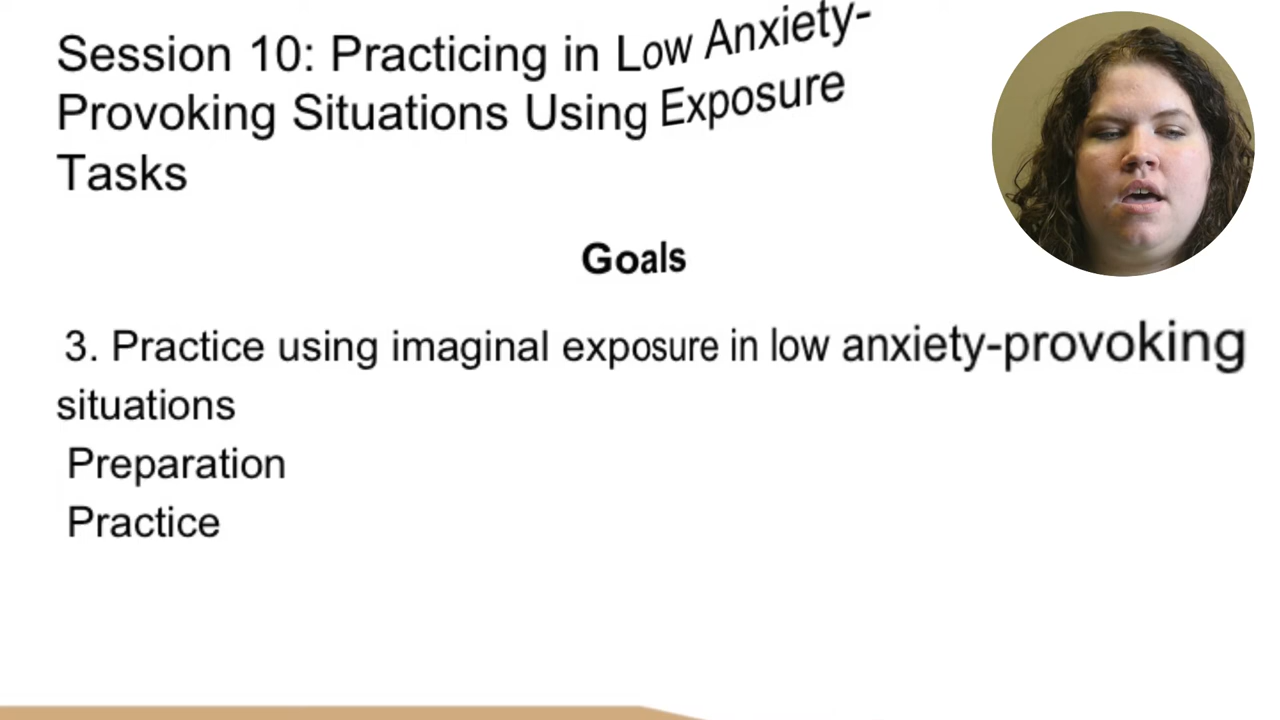 Session 10: Practicing in Low Anxiety-
Provoking Situations Using Exposure
Tasks
Goals
3. Practice using imaginal exposure in low anxiety-provoking
situations
Preparation
Practice